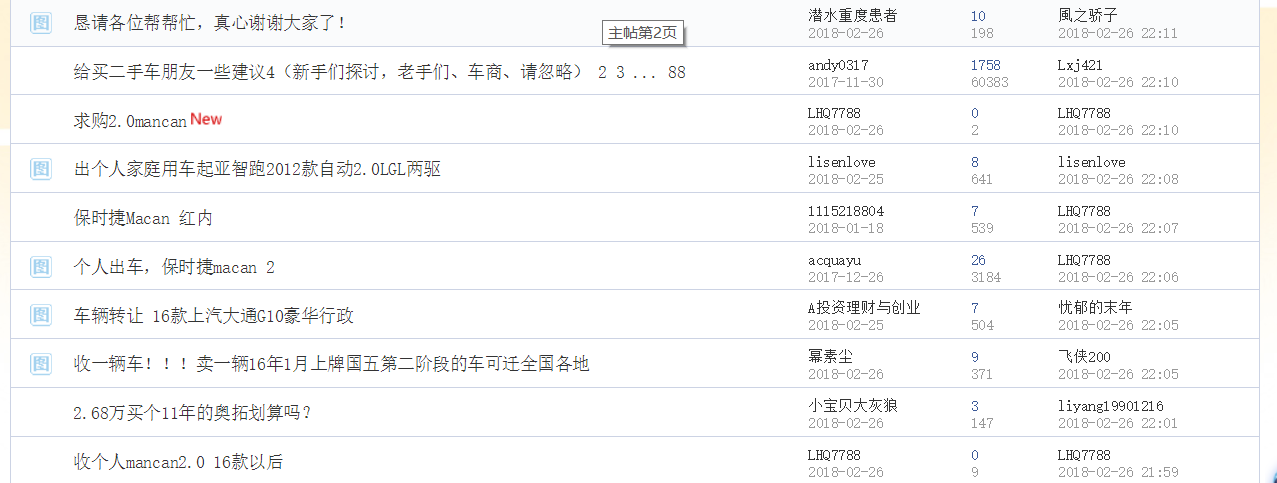 图 恳请各位帮帮忙，真心谢谢大家了！ 潜水重度患者 10 風之骄子
2018-02-26 198 2018-02-26 22:11
主帖第2页
给买二手车朋友一些建议4（新手们探讨，老手们、车商、请忽略） 2 3 ... 88 andy0317 1758 Lxj421
2017-11-30 60383 2018-02-26 22:10
求购2.0mancan New LHQ7788 0 LHQ7788
2018-02-26 2 2018-02-26 22:10
图 出个人家庭用车起亚智跑2012款自动2.0LGL两驱 lisenlove 8 lisenlove
2018-02-25 641 2018-02-26 22:08
保时捷Macan 红内 1115218804 7 LHQ7788
2018-01-18 539 2018-02-26 22:07
图 个人出车，保时捷macan 2 acquayu 26 LHQ7788
2017-12-26 3184 2018-02-26 22:06
图 车辆转让 16款上汽大通G10豪华行政 A投资理财与创业 7 忧郁的末年
2018-02-25 504 2018-02-26 22:05
图 收一辆车！！！卖一辆16年1月上牌国五第二阶段的车可迁全国各地 幂素尘 9 飞侠200
2018-02-26 371 2018-02-26 22:05
2.68万买个11年的奥拓划算吗？ 小宝贝大灰狼 3 liyang19901216
2018-02-26 147 2018-02-26 22:01
收个人mancan2.0 16款以后 LHQ7788 0 LHQ7788
2018-02-26 9 2018-02-26 21:59